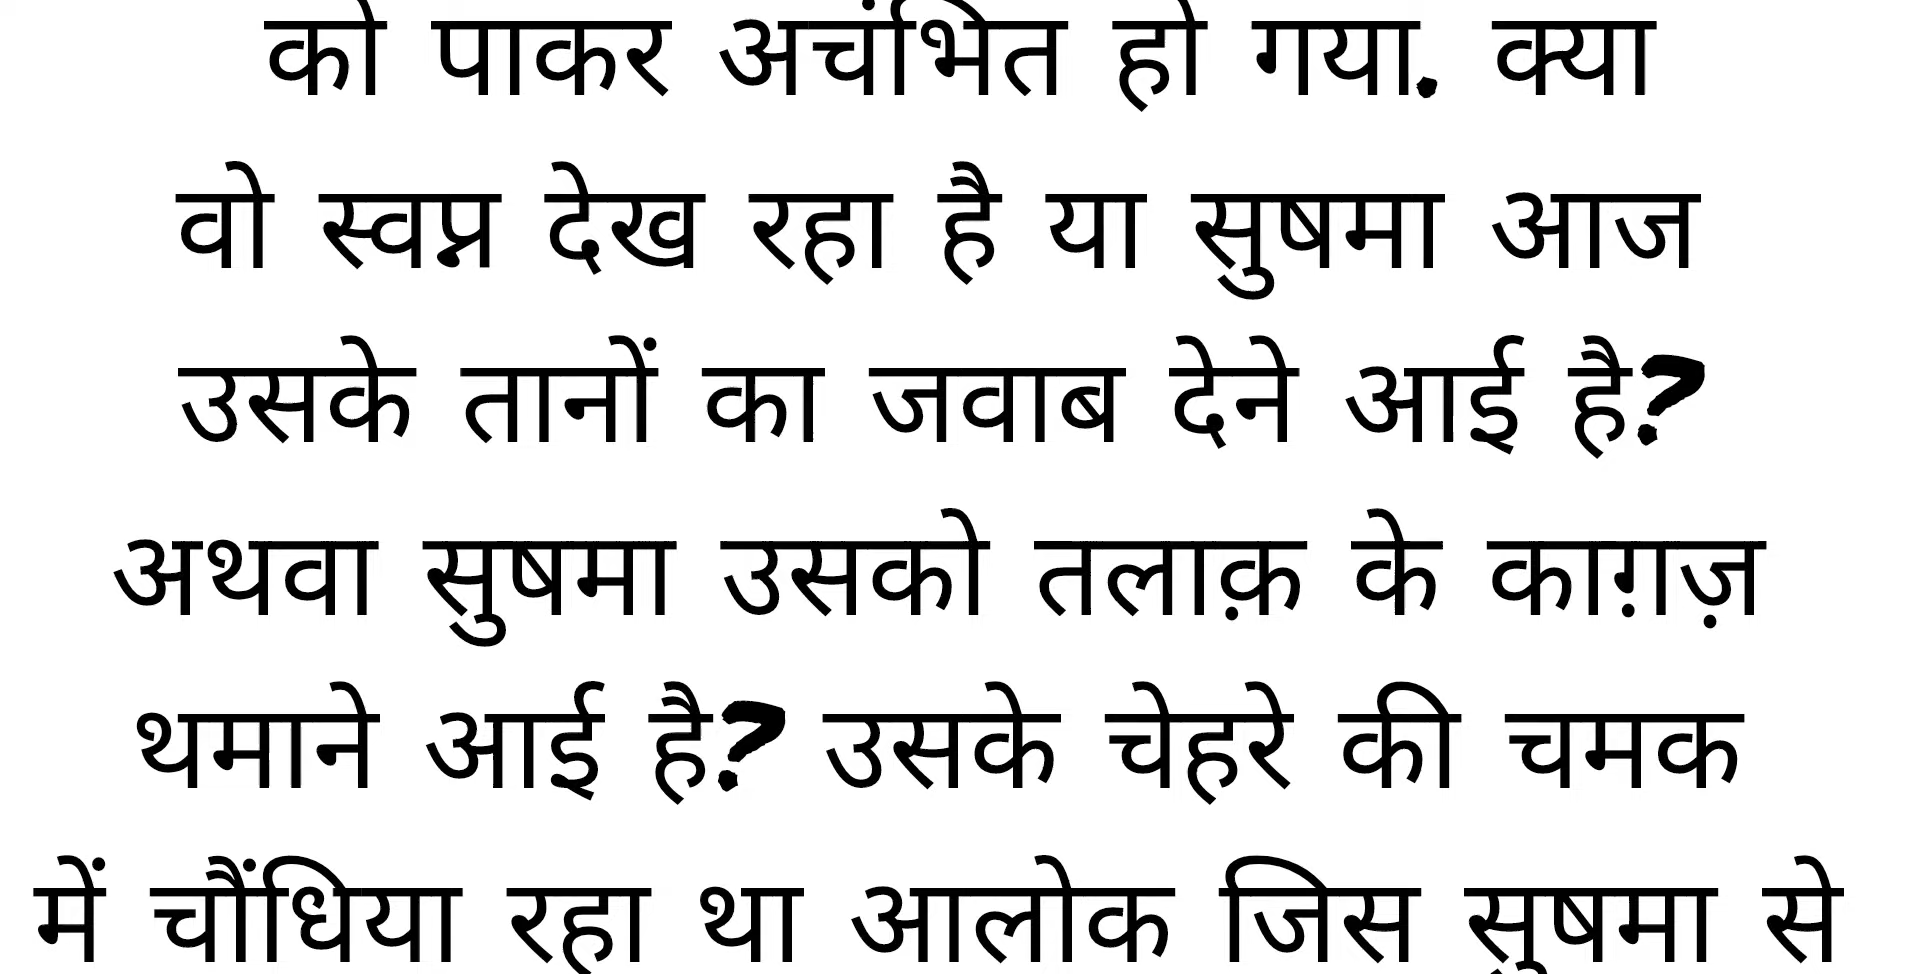 को पाकर अचंभित हो गया. क्या
वो स्वप्न देख रहा है या सुषमा आज
उसके तानों का जवाब देने आई है?
अथवा सुषमा उसको तलाक़ के काग़ज़
थमाने आई है? उसके चेहरे की चमक
में चौंधिया रहा था आलोक जिस सुषमा से